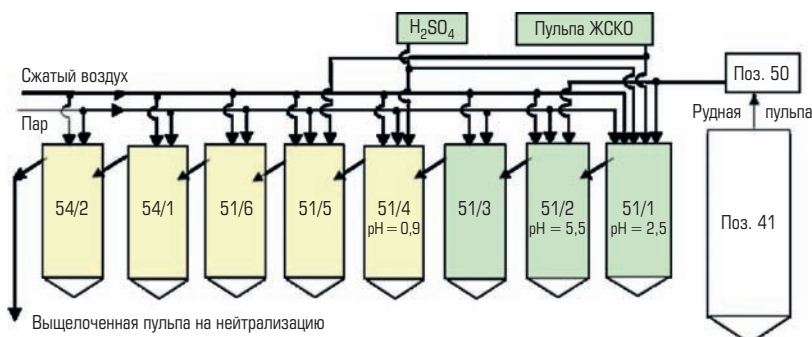 H₂SO₄
Пульпа ЖСКО
Сжатый воздух
Поз. 50
Пар
Рудная пульпа
54/2
54/1
51/6
51/5
51/4
pH = 0,9
51/3
51/2
pH = 5,5
51/1
pH = 2,5
Поз. 41
Выщелоченная пульпа на нейтрализацию